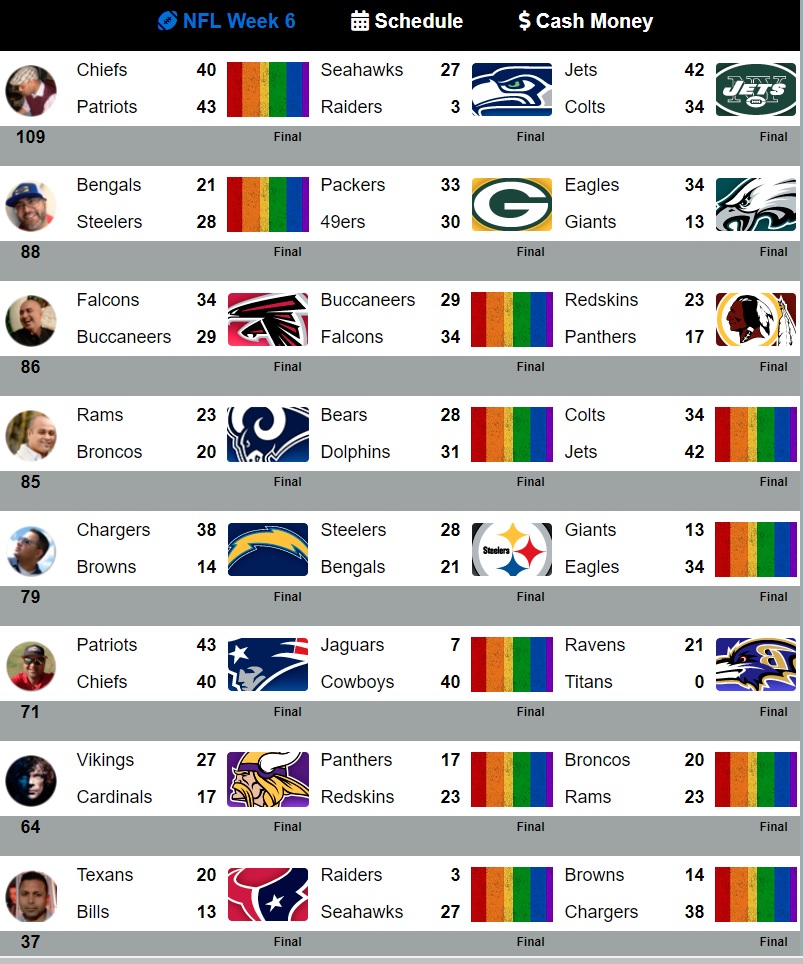 NFL Week 6 Schedule $ Cash Money
Chiefs 40 Seahawks 27 Jets 42
Patriots 43 Raiders 3 Colts 34
NY JETS
109 Final Final Final
Bengals 21 Packers 33 Eagles 34
Steelers 28 49ers 30 Giants 13
G
88 Final Final Final
Falcons 34 Buccaneers 29 Redskins 23
Buccaneers 29 Falcons 34 Panthers 17
86 Final Final Final
Rams 23 Bears 28 Colts 34
Broncos 20 Dolphins 31 Jets 42
85 Final Final Final
Chargers 38 Steelers 28 Giants 13
Browns 14 Bengals 21 Eagles 34
Steelers
79 Final Final Final
Patriots 43 Jaguars 7 Ravens 21
Chiefs 40 Cowboys 40 Titans 0
B
71 Final Final Final
Vikings 27 Panthers 17 Broncos 20
Cardinals 17 Redskins 23 Rams 23
64 Final Final Final
Texans 20 Raiders 3 Browns 14
Bills 13 Seahawks 27 Chargers 38
37 Final Final Final